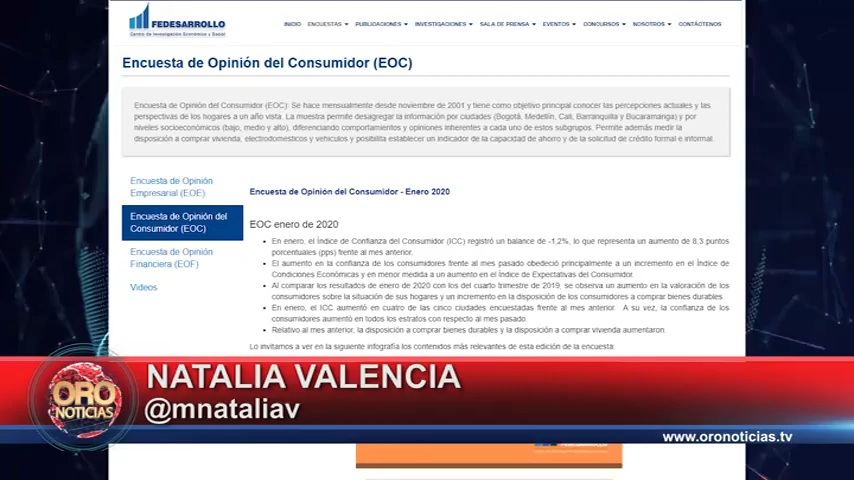 FEDESARROLLO
Centro de Investigación Económica y Social
INICIO ENCUESTAS PUBLICACIONES INVESTIGACIONES SALA DE PRENSA EVENTOS CONCURSOS NOSOTROS CONTÁCTENOS
Encuesta de Opinión del Consumidor (EOC)
Encuesta de Opinión del Consumidor (EOC): Se hace mensualmente desde noviembre de 2001 y tiene como objetivo principal conocer las percepciones actuales y las
perspectivas de los hogares a un año vista. La muestra permite desagregar la información por ciudades (Bogotá, Medellín, Cali, Barranquilla y Bucaramanga) y por
niveles socioeconómicos (bajo, medio y alto), diferenciando comportamientos y opiniones inherentes a cada uno de estos subgrupos. Permite además medir la
disposición a comprar vivienda, electrodomesticos y vehiculos y posibilita establecer un indicador de la capacidad de ahorro y de la solicitud de crédito formal e informal.
Encuesta de Opinión
Empresarial (EOE)
Encuesta de Opinión del
Consumidor (EOC)
Encuesta de Opinión
Financiera (EOF)
Videos
Encuesta de Opinión del Consumidor - Enero 2020
EOC enero de 2020
En enero, el Índice de Confianza del Consumidor (ICC) registró un balance de -1,2%, lo que representa un aumento de 8,3 puntos
porcentuales (pps) frente al mes anterior.
El aumento en la confianza de los consumidores frente al mes pasado obedeció principalmente a un incremento en el Índice de
Condiciones Económicas y en menor medida a un aumento en el Índice de Expectativas del Consumidor.
Al comparar los resultados de enero de 2020 con los del cuarto trimestre de 2019, se observa un aumento en la valoración de los
consumidores sobre la situación de sus hogares y un incremento en la disposición de los consumidores a comprar bienes durables.
En enero, el ICC aumentó en cuatro de las cinco ciudades encuestadas frente al mes anterior. A su vez, la confianza de los
consumidores aumentó en todos los estratos con respecto al mes pasado.
Relativo al mes anterior, la disposición a comprar bienes durables y la disposición a comprar vivienda aumentaron.
Lo invitamos a ver en la siguiente infografía los contenidos más relevantes de esta edición de la encuesta:
ORO
NOTICIAS
NATALIA VALENCIA
@mnataliav
www.oronoticias.tv